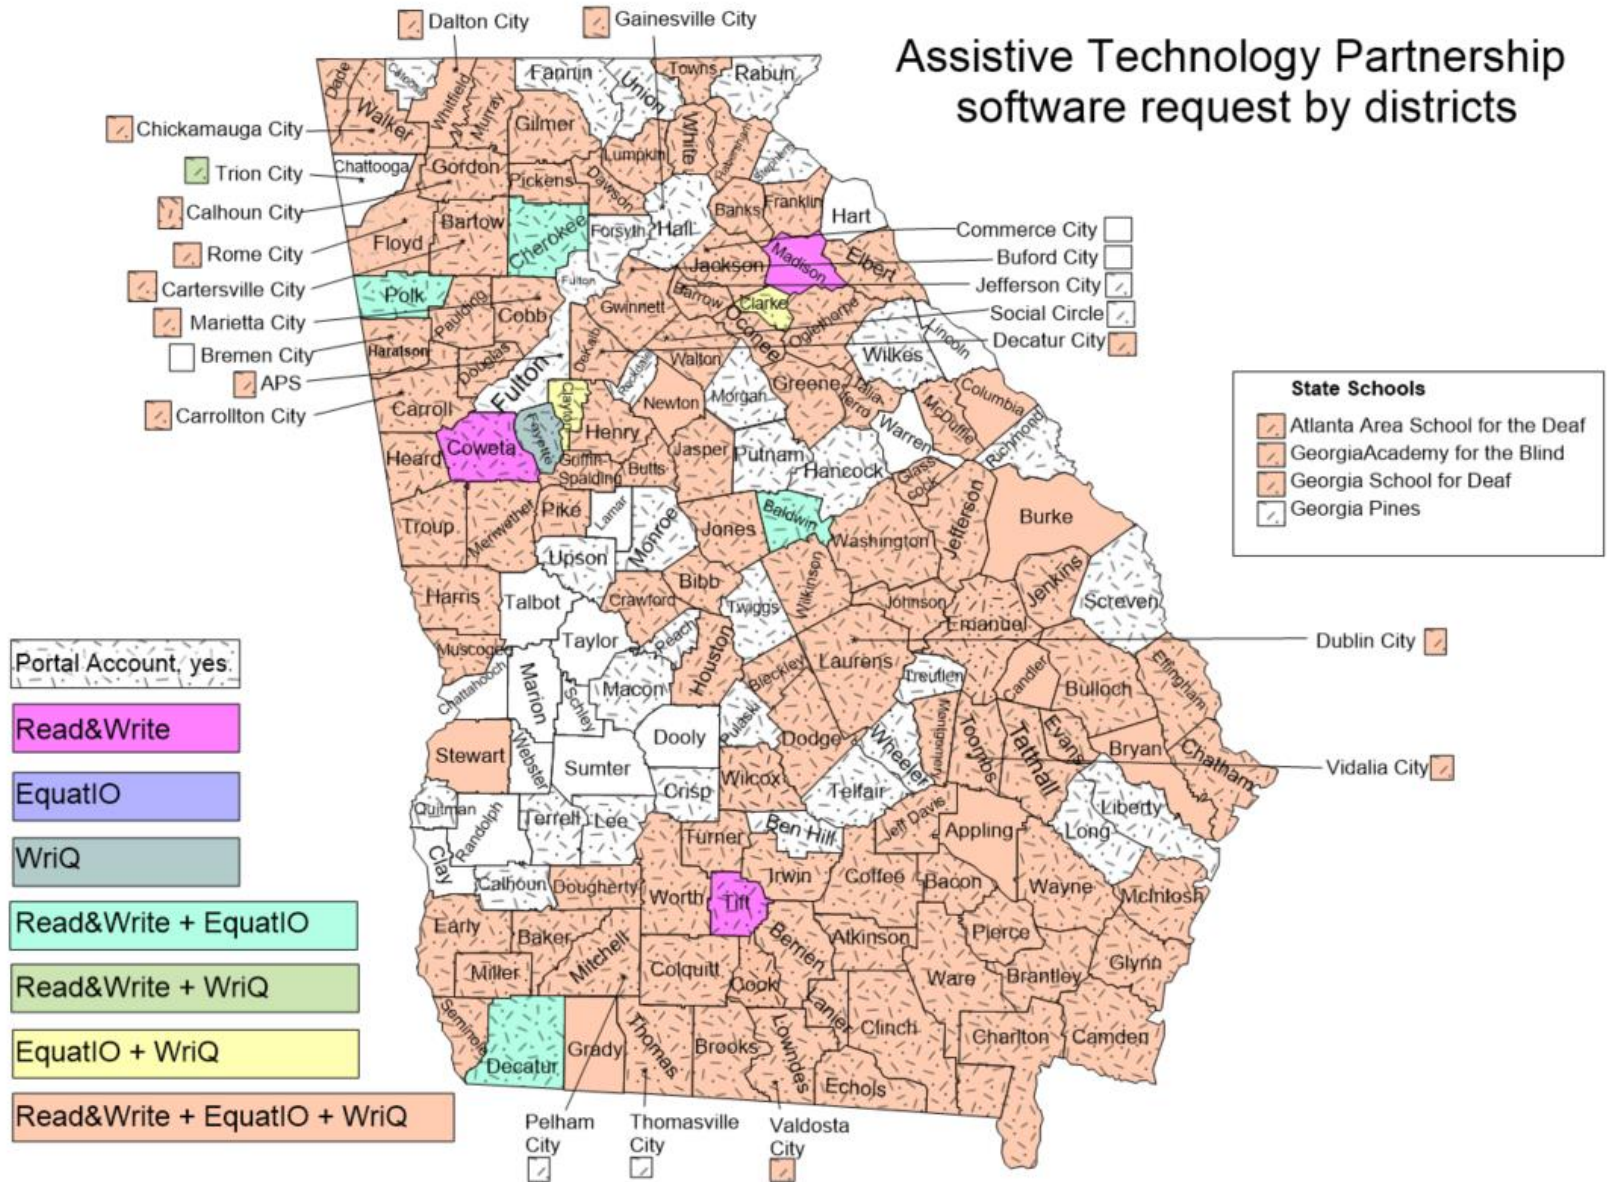 Assistive Technology Partnership
software request by districts
Dalton City
Gainesville City
Chickamauga City
Trion City
Calhoun City
Rome City
Cartersville City
Marietta City
Bremen City
APS
Carrollton City
Commerce City
Buford City
Jefferson City
Social Circle
Decatur City
Dublin City
Vidalia City
Pelham
City
Thomasville
City
Valdosta
City
State Schools
Atlanta Area School for the Deaf
GeorgiaAcademy for the Blind
Georgia School for Deaf
Georgia Pines
Portal Account, yes
Read&Write
EquatIO
WriQ
Read&Write + EquatIO
Read&Write + WriQ
EquatIO + WriQ
Read&Write + EquatIO + WriQ
Dade
Walker
Whitfield
Murray
Fannin
Union
Towns
Rabun
Gilmer
Lumpkin
White
Habersham
Stephens
Chattooga
Gordon
Pickens
Dawson
Banks
Franklin
Hart
Floyd
Bartow
Cherokee
Forsyth
Hall
Jackson
Madison
Elbert
Polk
Paulding
Cobb
Fulton
Gwinnett
Barrow
Clarke
Oconee
Oglethorpe
Wilkes
Lincoln
Haralson
Douglas
Fulton
DeKalb
Rockdale
Walton
Morgan
Greene
Talia
ferro
Columbia
McDuffie
Carroll
Coweta
Fayette
Clayton
Henry
Newton
Jasper
Putnam
Hancock
Warren
Richmond
Glass
cock
Heard
Griffin
Spalding
Butts
Troup
Meriwether
Pike
Lamar
Monroe
Jones
Baldwin
Washington
Jefferson
Burke
Upson
Harris
Talbot
Crawford
Bibb
Twiggs
Wilkinson
Johnson
Emanuel
Jenkins
Screven
Muscogee
Taylor
Peach
Houston
Bleckley
Laurens
Treutlen
Candler
Bulloch
Effingham
Chattahooch
Marion
Schley
Macon
Dooly
Pulaski
Dodge
Wheeler
Montgomery
Toombs
Tattnall
Evans
Bryan
Chatham
Stewart
Webster
Sumter
Crisp
Wilcox
Telfair
Liberty
Long
Quitman
Randolph
Terrell
Lee
Turner
Ben Hill
Jeff Davis
Appling
Clay
Calhoun
Dougherty
Worth
Tift
Irwin
Coffee
Bacon
Wayne
McIntosh
Early
Baker
Mitchell
Colquitt
Berrien
Atkinson
Pierce
Glynn
Miller
Cook
Ware
Brantley
Seminole
Decatur
Grady
Thomas
Brooks
Lowndes
Lanier
Clinch
Echols
Charlton
Camden